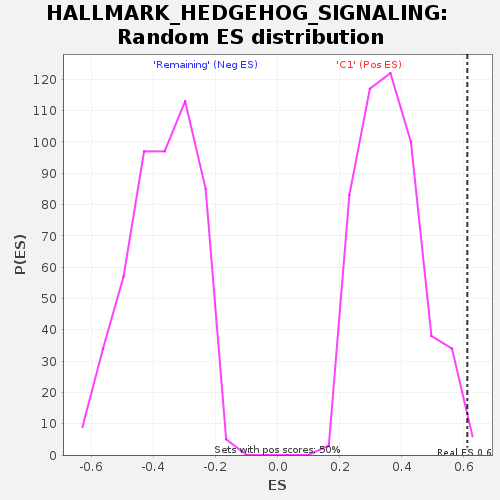 HALLMARK_HEDGEHOG_SIGNALING:
Random ES distribution
'Remaining' (Neg ES)
'C1' (Pos ES)
120
110
100
90
80
70
60
50
40
30
20
10
0
P(ES)
Sets with pos scores: 50%
Real ES 0.6
-0.6
-0.4
-0.2
0.0
0.2
0.4
0.6
ES